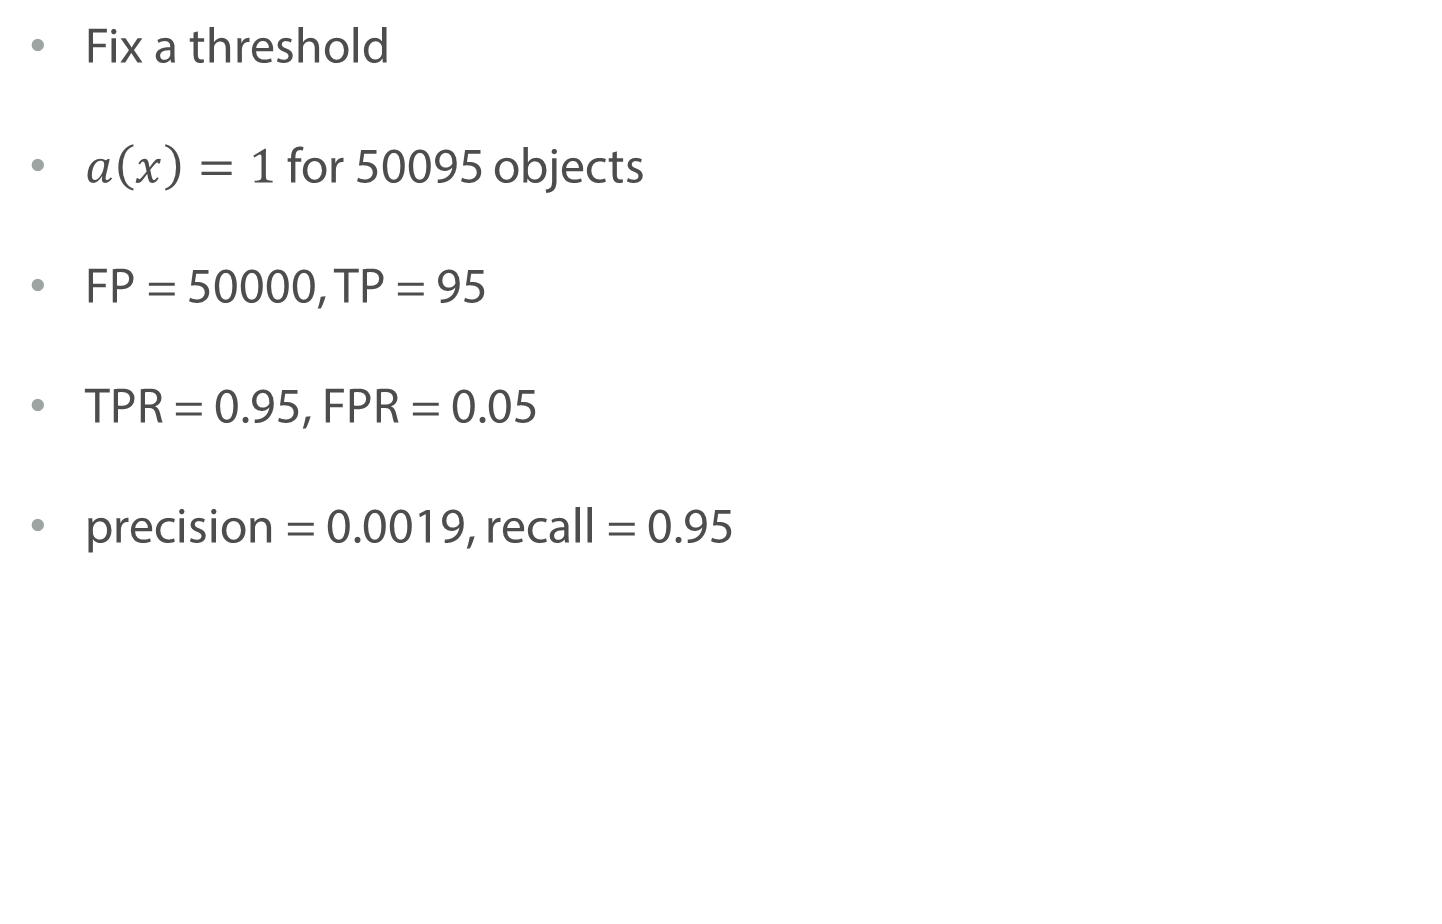 • Fix a threshold
• a(x) = 1 for 50095 objects
• FP = 50000, TP = 95
• TPR = 0.95, FPR = 0.05
• precision = 0.0019, recall = 0.95